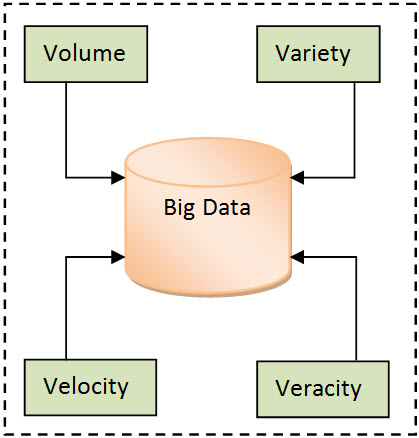 Volume
Variety
Big Data
Velocity
Veracity